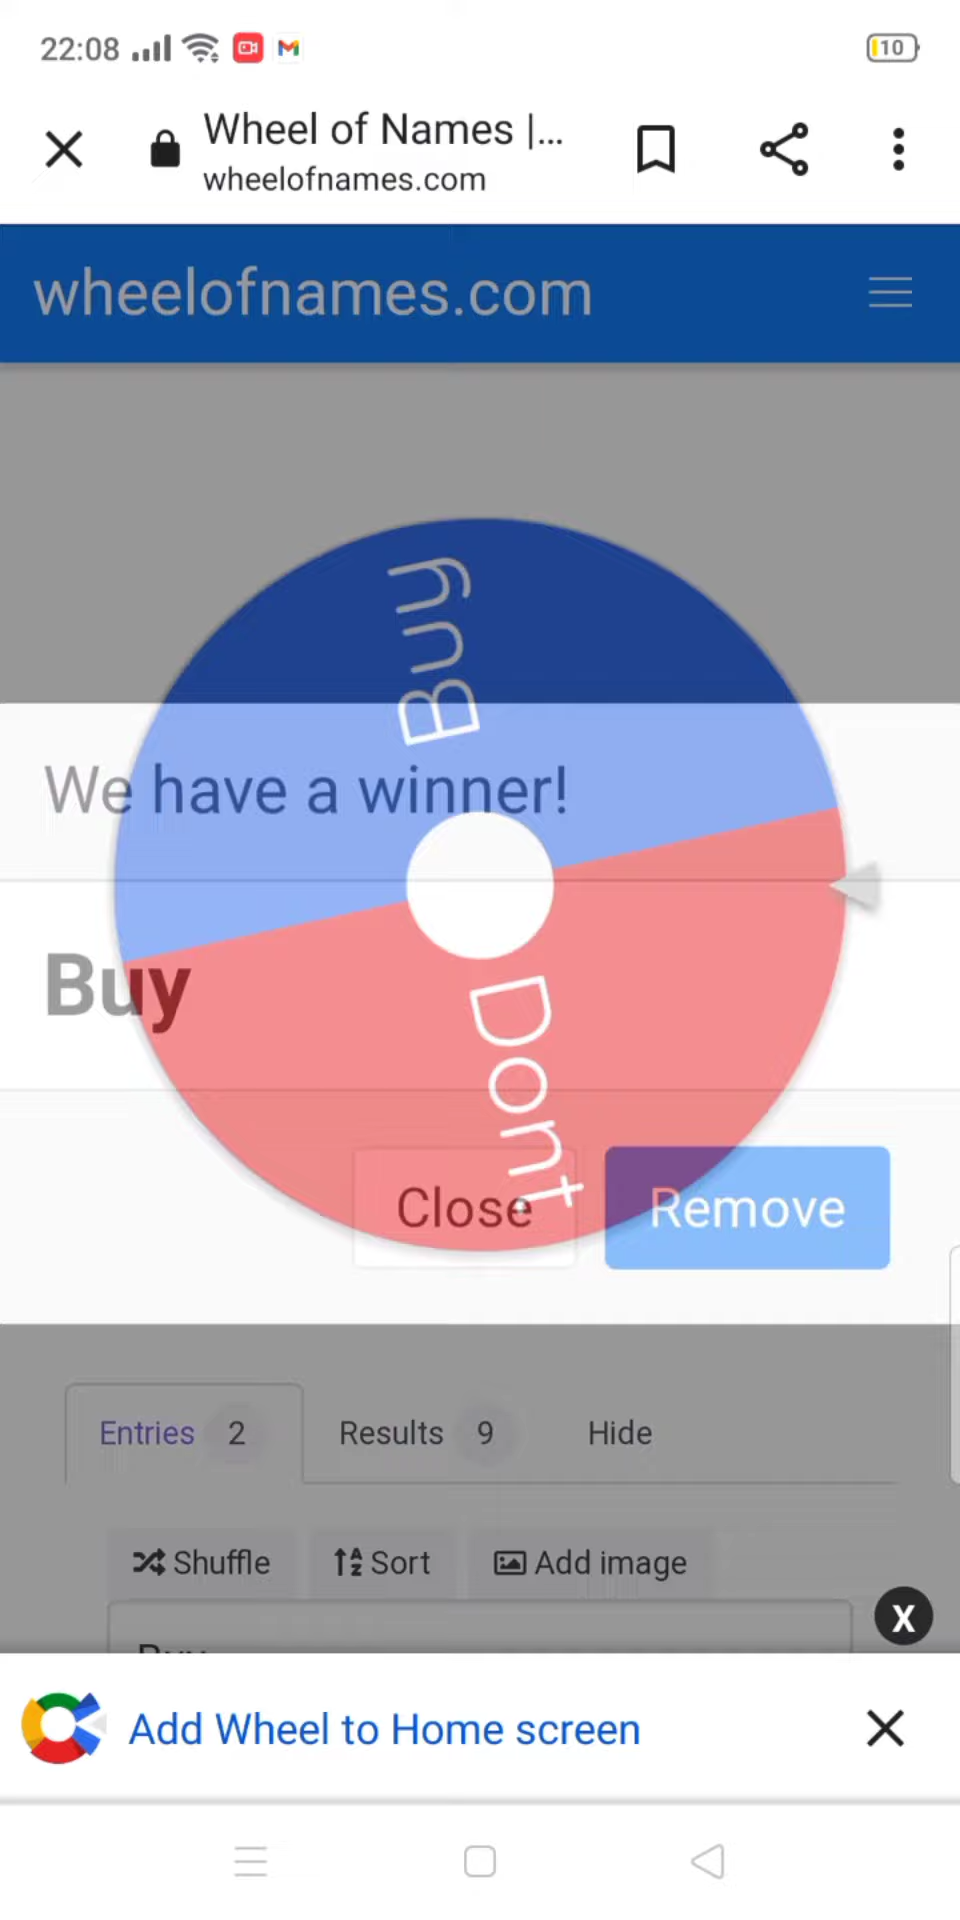 22:08
10
Wheel of Names |...
wheelofnames.com
wheelofnames.com
Buy
We have a winner!
Buy
Dont
Close
Remove
Entries 2
Results 9
Hide
Shuffle
Sort
Add image
X
Add Wheel to Home screen